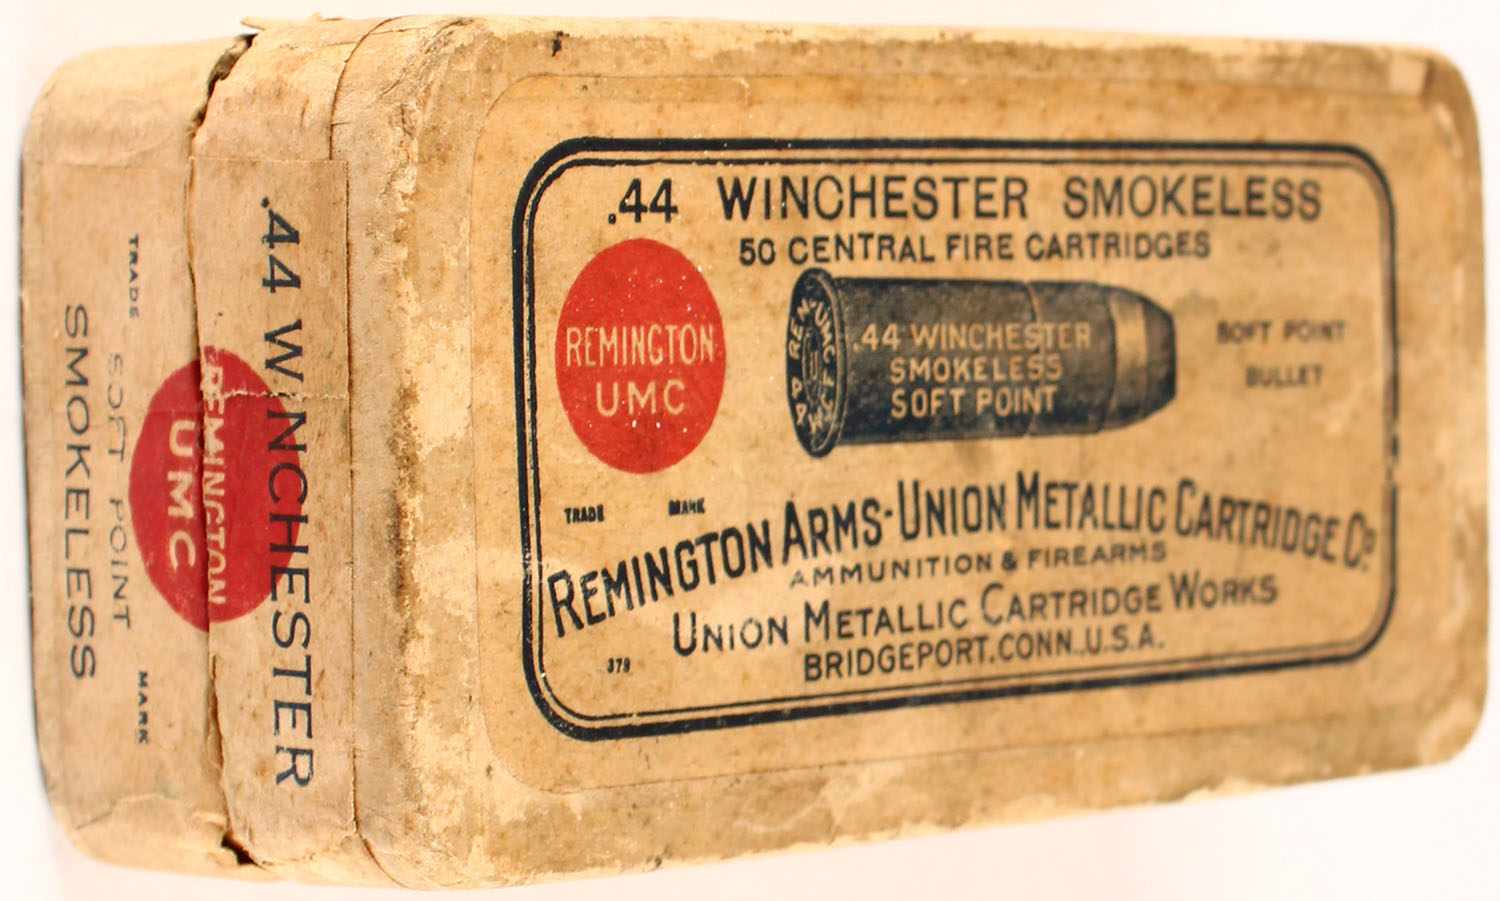 .44 WINCHESTER SMOKELESS
50 CENTRAL FIRE CARTRIDGES
REMINGTON
UMC
TRADE MARK
REM-UMC
.44 WINCHESTER
SMOKELESS
SOFT POINT
SOFT POINT
BULLET
REMINGTON ARMS-UNION METALLIC CARTRIDGE CO
AMMUNITION & FIREARMS
UNION METALLIC CARTRIDGE WORKS
BRIDGEPORT.CONN.,U.S.A.
379
.44 WINCHESTER
REMINGTON
UMC
TRADE MARK
SOFT POINT
SMOKELESS